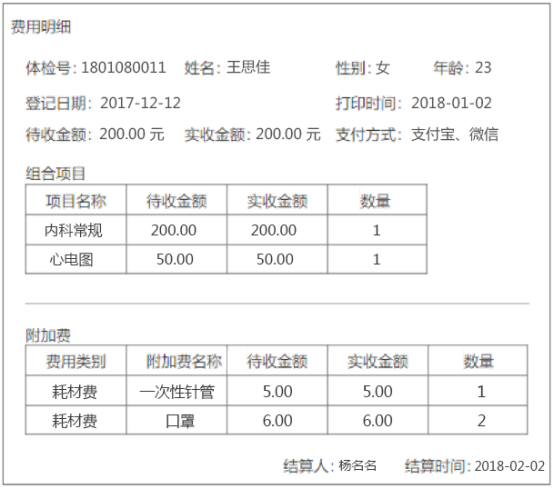 费用明细
体检号：1801080011 姓名：王思佳 性别：女 年龄：23
登记日期：2017-12-12 打印时间：2018-01-02
待收金额：200.00 元 实收金额：200.00 元 支付方式：支付宝、微信
组合项目
项目名称 待收金额 实收金额 数量
内科常规 200.00 200.00 1
心电图 50.00 50.00 1
附加费
费用类别 附加费名称 待收金额 实收金额 数量
耗材费 一次性针管 5.00 5.00 1
耗材费 口罩 6.00 6.00 2
结算人：杨名名 结算时间：2018-02-02